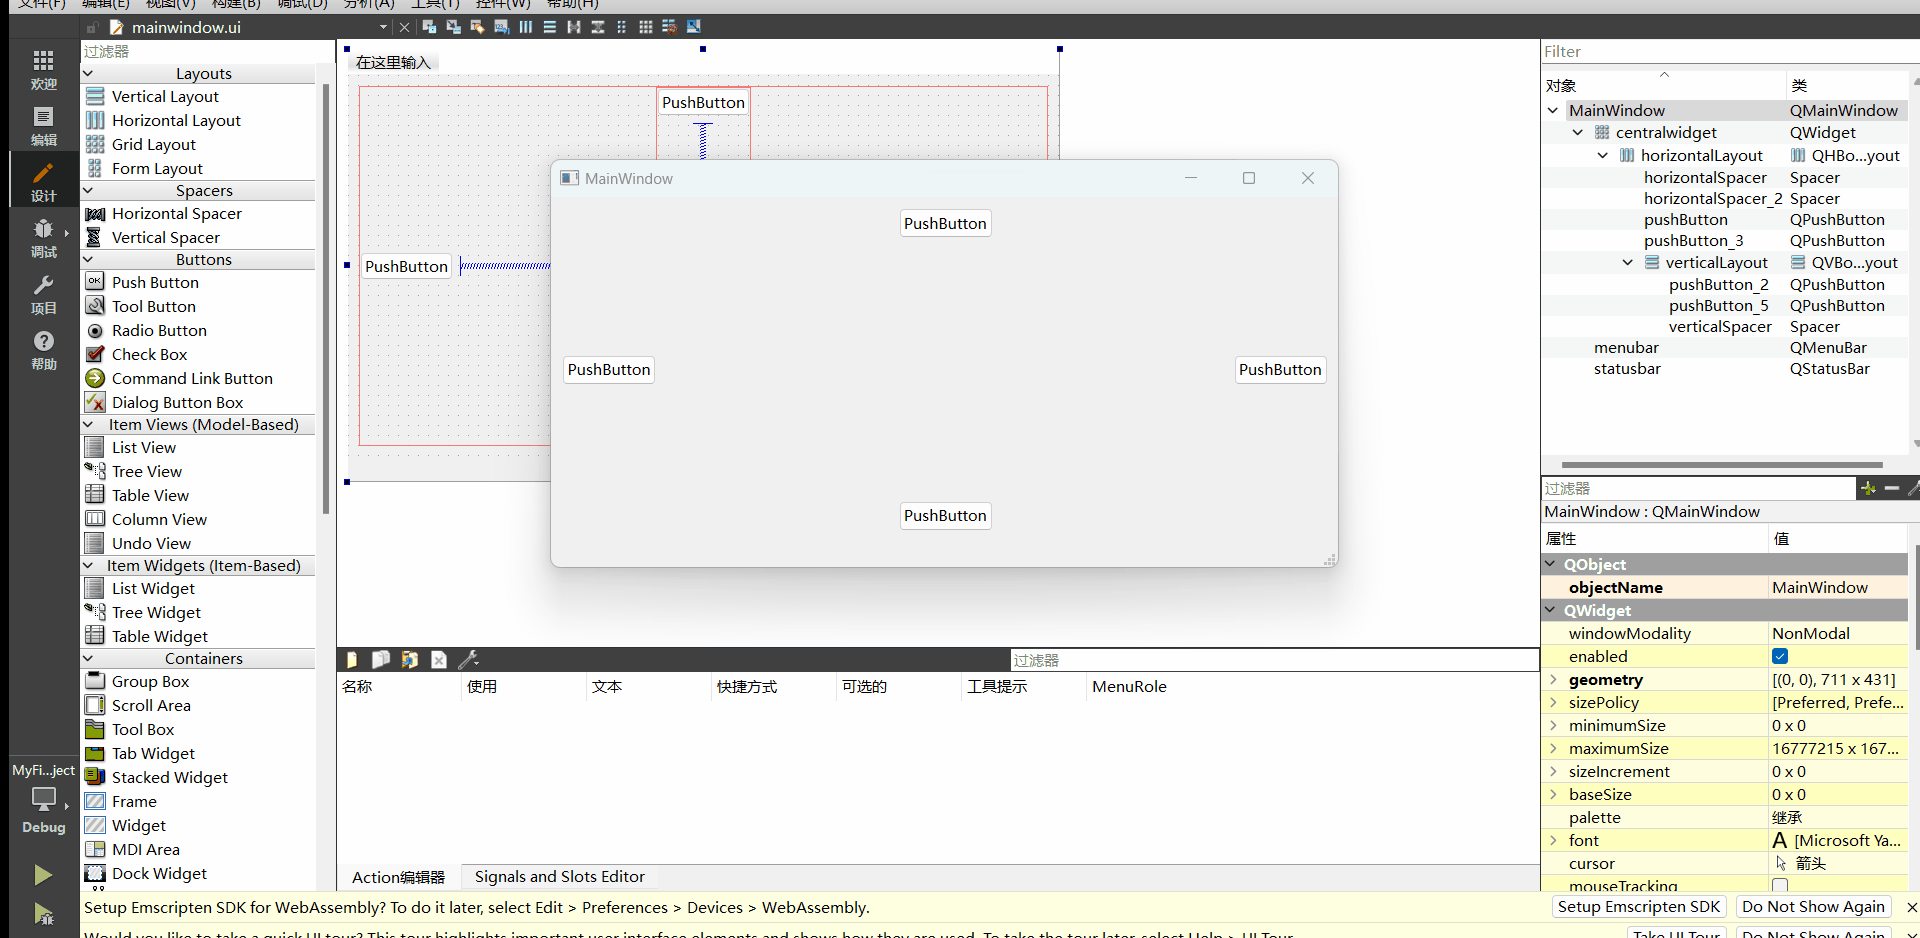 文件(F) 编辑(E) 视图(V) 构建(B) 调试(D) 分析(A) 工具(T) 控件(W) 帮助(H)
mainwindow.ui
欢迎
编辑
设计
调试
项目
帮助
MyFi...ject
Debug
过滤器
Layouts
Vertical Layout
Horizontal Layout
Grid Layout
Form Layout
Spacers
Horizontal Spacer
Vertical Spacer
Buttons
Push Button
Tool Button
Radio Button
Check Box
Command Link Button
Dialog Button Box
Item Views (Model-Based)
List View
Tree View
Table View
Column View
Undo View
Item Widgets (Item-Based)
List Widget
Tree Widget
Table Widget
Containers
Group Box
Scroll Area
Tool Box
Tab Widget
Stacked Widget
Frame
Widget
MDI Area
Dock Widget
在这里输入
PushButton
PushButton
MainWindow
PushButton
PushButton PushButton
PushButton
过滤器
名称 使用 文本 快捷方式 可选的 工具提示 MenuRole
Action编辑器 Signals and Slots Editor
Filter
对象 类
MainWindow QMainWindow
centralwidget QWidget
horizontalLayout QHBo...yout
horizontalSpacer Spacer
horizontalSpacer_2 Spacer
pushButton QPushButton
pushButton_3 QPushButton
verticalLayout QVBo...yout
pushButton_2 QPushButton
pushButton_5 QPushButton
verticalSpacer Spacer
menubar QMenuBar
statusbar QStatusBar
过滤器
MainWindow : QMainWindow
属性 值
QObject
objectName MainWindow
QWidget
windowModality NonModal
enabled
geometry [(0, 0), 711 x 431]
sizePolicy [Preferred, Prefe...
minimumSize 0 x 0
maximumSize 16777215 x 167...
sizeIncrement 0 x 0
baseSize 0 x 0
palette 继承
font A [Microsoft Ya...
cursor 箭头
mouseTracking
Setup Emscripten SDK for WebAssembly? To do it later, select Edit > Preferences > Devices > WebAssembly. Setup Emscripten SDK Do Not Show Again
Would you like to take a quick UI tour? This tour highlights important user interface elements and shows how they are used. To take the tour later, select Help > UI Tour. Take UI Tour Do Not Show Again